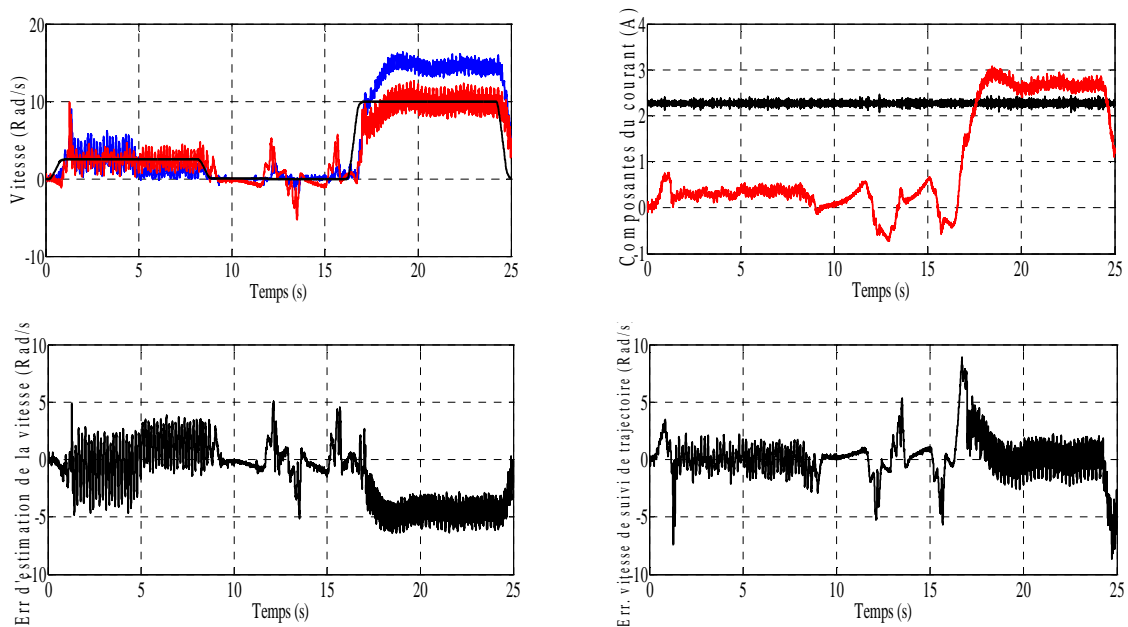 20
10
0
-10
Vitesse (Rad/s)
0 5 10 15 20 25
Temps (s)
4
3
2
1
0
-1
Composantes du courant (A)
0 5 10 15 20 25
Temps (s)
10
5
0
-5
-10
Err d'estimation de la vitesse (Rad/s
0 5 10 15 20 25
Temps (s)
10
5
0
-5
-10
Err. vitesse de suivi de trajectoire (Rad/s
0 5 10 15 20 25
Temps (s)